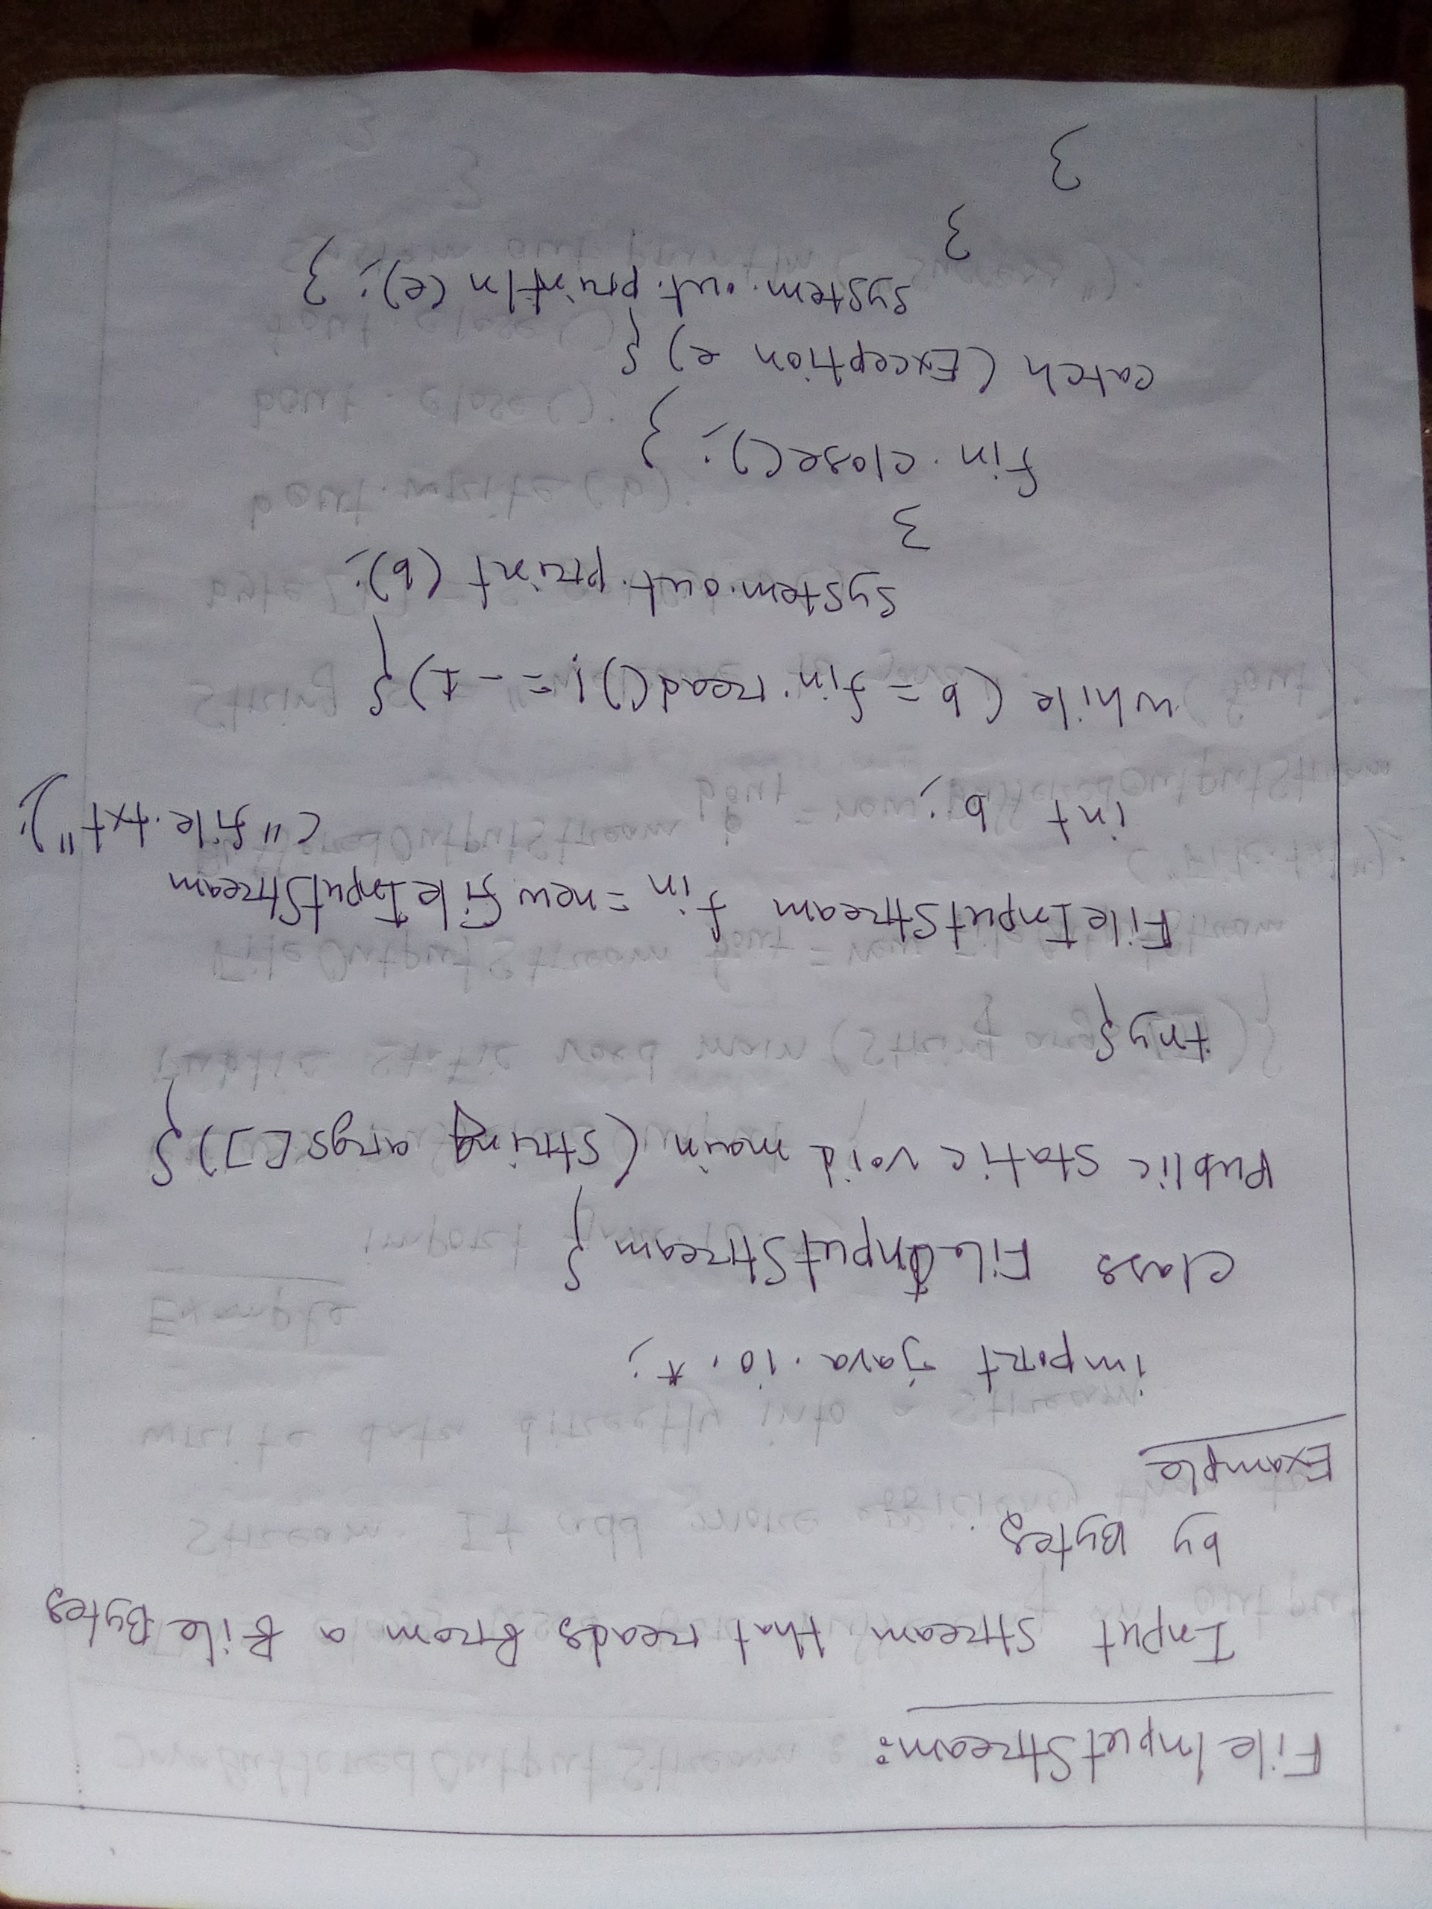 FileInputStream:
Input Stream that reads from a file Bytes
by Bytes
Example
import java.io.*;
class FileInputStream {
Public static void main (String args[]) {
try{
FileInputStream fin = new fileInputStream
("file.txt");
int b;
while (b = fin.read() != -1) {
System.out.print (b);
}
fin.close(); }
catch (Exception e) {
System.out.println (e); }
}
}